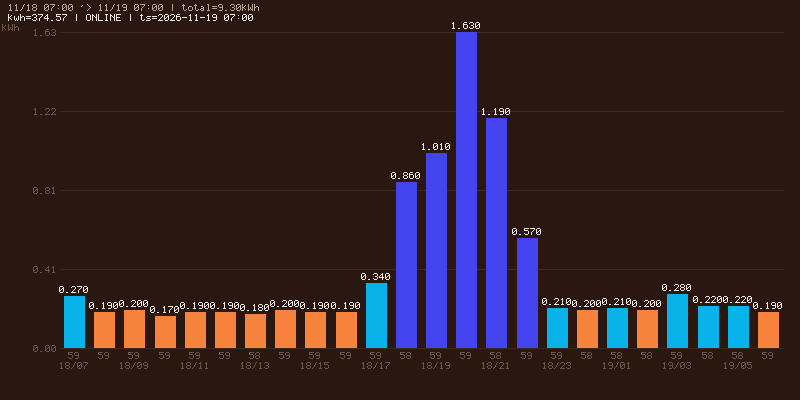 11/18 07:00 -> 11/19 07:00 | total=9.30kWh
Kwh=374.57 | ONLINE | ts=2026-11-19 07:00
kWh
1.63
1.22
0.81
0.41
0.00
0.270 0.190 0.200 0.170 0.190 0.190 0.180 0.200 0.190 0.190 0.340 0.860 1.010 1.630 1.190 0.570 0.210 0.200 0.210 0.200 0.280 0.220 0.220 0.190
59 59 59 59 59 59 58 59 59 59 59 58 59 59 58 59 59 58 58 58 59 58 58 59
18/07 18/09 18/11 18/13 18/15 18/17 18/19 18/21 18/23 19/01 19/03 19/05